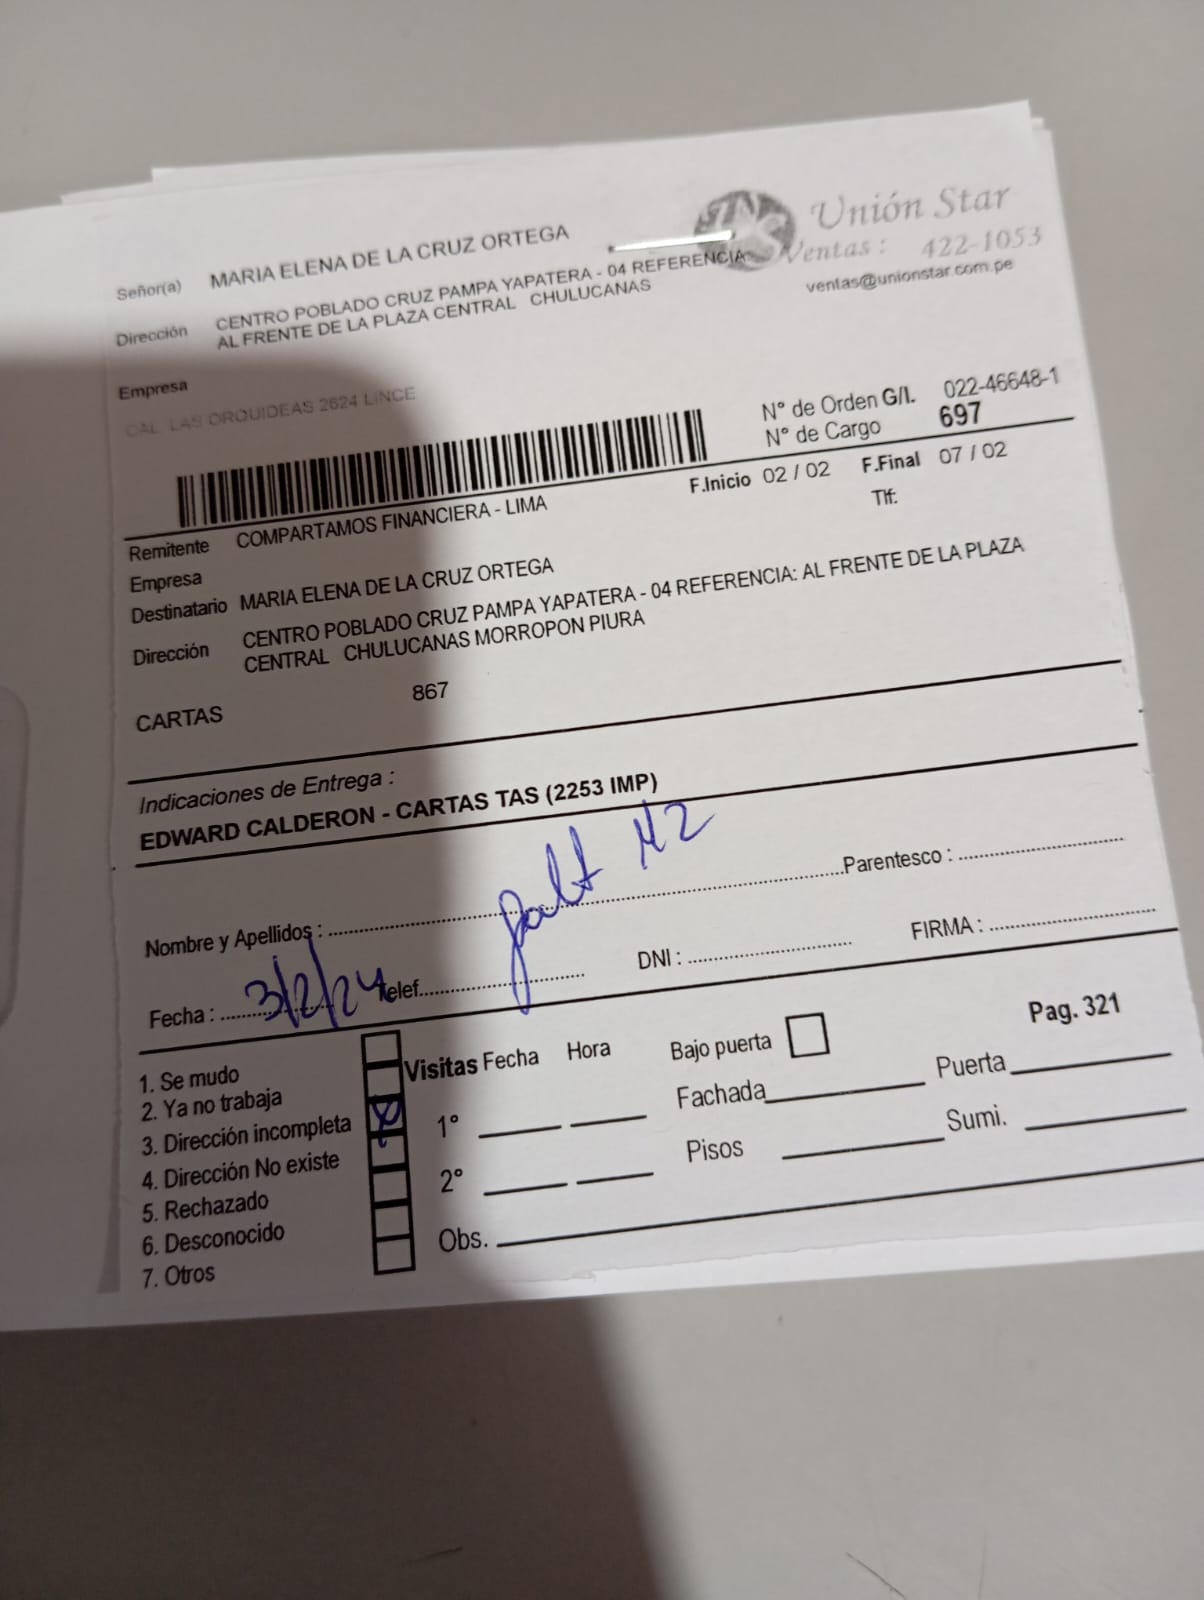 Unión Star
Ventas : 422-1053
ventas@unionstar.com.pe
Señor(a) MARIA ELENA DE LA CRUZ ORTEGA
Dirección CENTRO POBLADO CRUZ PAMPA YAPATERA - 04 REFERENCIA:
AL FRENTE DE LA PLAZA CENTRAL CHULUCANAS
Empresa
CAL LAS ORQUIDEAS 2624 LINCE
N° de Orden G/I. 022-46648-1
N° de Cargo 697
F.Inicio 02 / 02 F.Final 07 / 02
Tlf:
Remitente COMPARTAMOS FINANCIERA - LIMA
Empresa
Destinatario MARIA ELENA DE LA CRUZ ORTEGA
Dirección CENTRO POBLADO CRUZ PAMPA YAPATERA - 04 REFERENCIA: AL FRENTE DE LA PLAZA
CENTRAL CHULUCANAS MORROPON PIURA
CARTAS 867
Indicaciones de Entrega :
EDWARD CALDERON - CARTAS TAS (2253 IMP)
falt MZ
Nombre y Apellidos : Parentesco :
Fecha : 3/2/24 Telef. DNI : FIRMA :
Pag. 321
1. Se mudo
2. Ya no trabaja
3. Dirección incompleta X
4. Dirección No existe
5. Rechazado
6. Desconocido
7. Otros
Visitas Fecha Hora Bajo puerta
1° Fachada Puerta
2° Pisos Sumi.
Obs.